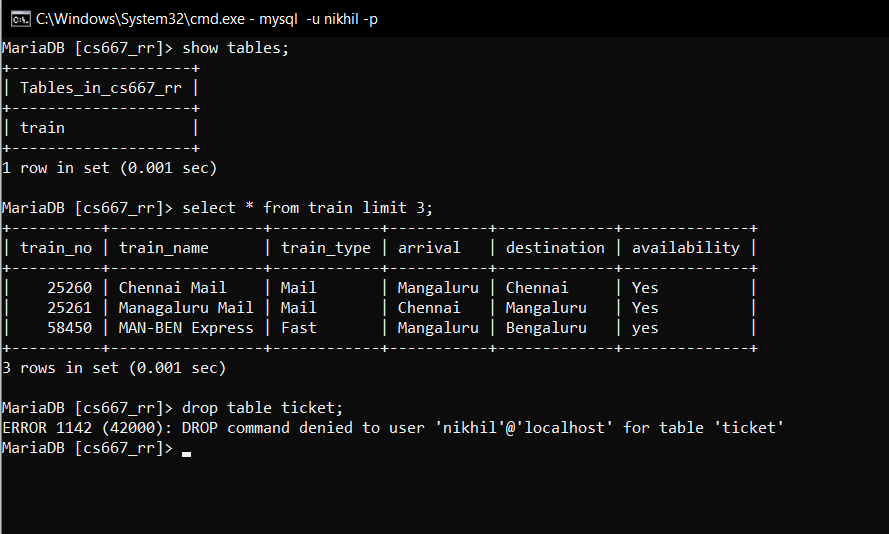 C:\Windows\System32\cmd.exe - mysql  -u nikhil -p
MariaDB [cs667_rr]> show tables;
+--------------------+
| Tables_in_cs667_rr |
+--------------------+
| train              |
+--------------------+
1 row in set (0.001 sec)

MariaDB [cs667_rr]> select * from train limit 3;
+----------+-----------------+------------+-----------+-------------+--------------+
| train_no | train_name      | train_type | arrival   | destination | availability |
+----------+-----------------+------------+-----------+-------------+--------------+
|    25260 | Chennai Mail    | Mail       | Mangaluru | Chennai     | Yes          |
|    25261 | Managaluru Mail | Mail       | Chennai   | Mangaluru   | Yes          |
|    58450 | MAN-BEN Express | Fast       | Mangaluru | Bengaluru   | yes          |
+----------+-----------------+------------+-----------+-------------+--------------+
3 rows in set (0.001 sec)

MariaDB [cs667_rr]> drop table ticket;
ERROR 1142 (42000): DROP command denied to user 'nikhil'@'localhost' for table 'ticket'
MariaDB [cs667_rr]>